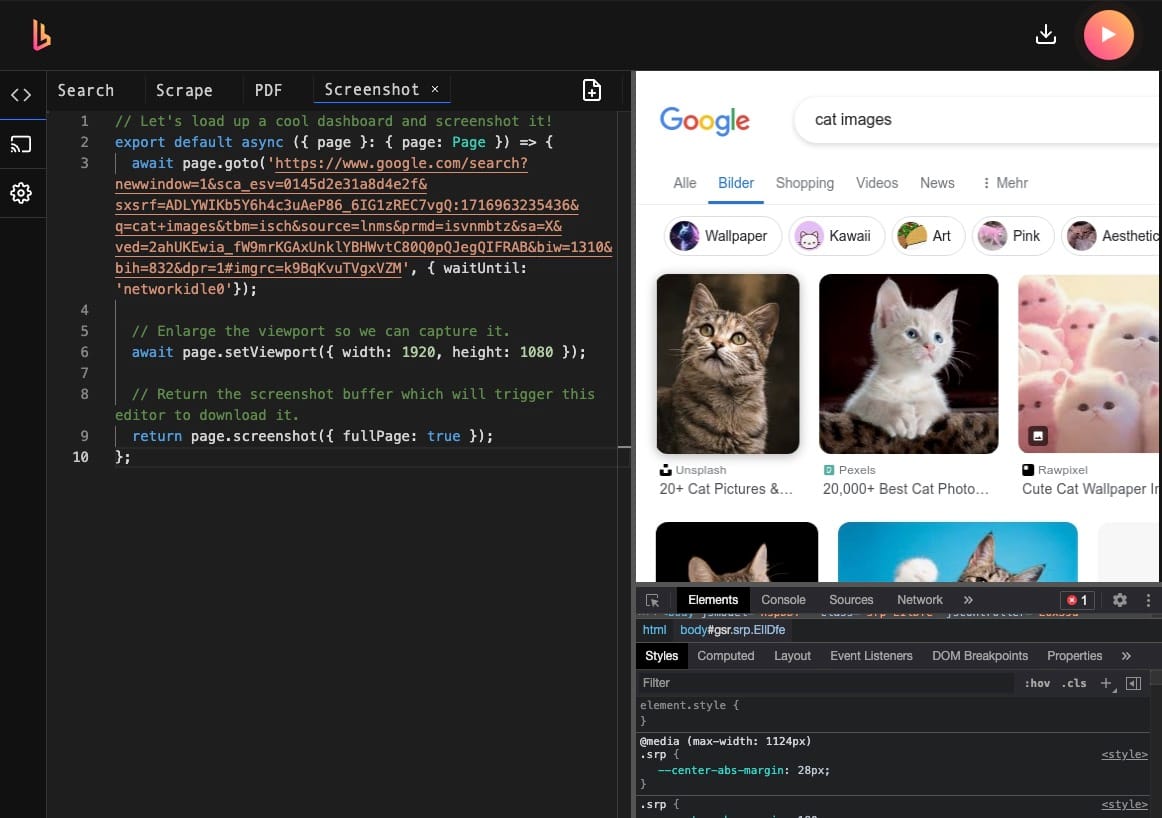 Search
Scrape
PDF
Screenshot ×
1 // Let's load up a cool dashboard and screenshot it!
2 export default async ({ page }: { page: Page }) => {
3 await page.goto('https://www.google.com/search?
newwindow=1&sca_esv=0145d2e31a8d4e2f&
sxsrf=ADLYWIKb5Y6h4c3uAeP86_6IG1zREC7vgQ:1716963235436&
q=cat+images&tbm=isch&source=lnms&prmd=isvnmbtz&sa=X&
ved=2ahUKEwia_fW9mrKGAxUnklYBHWvtC80Q0pQJegQIFRAB&biw=1310&
bih=832&dpr=1#imgrc=k9BqKvuTVgxVZM', { waitUntil:
'networkidle0'});
4
5 // Enlarge the viewport so we can capture it.
6 await page.setViewport({ width: 1920, height: 1080 });
7
8 // Return the screenshot buffer which will trigger this
editor to download it.
9 return page.screenshot({ fullPage: true });
10 };
Google
cat images
Alle Bilder Shopping Videos News ⋮ Mehr
Wallpaper Kawaii Art Pink Aesthetic
Unsplash
20+ Cat Pictures &...
Pexels
20,000+ Best Cat Photo...
Rawpixel
Cute Cat Wallpaper
Elements Console Sources Network » 1
html body#gsr.srp.EIIDfe
Styles Computed Layout Event Listeners DOM Breakpoints Properties »
Filter :hov .cls +
element.style {
}
@media (max-width: 1124px)
.srp { <style>
--center-abs-margin: 28px;
}
.srp { <style>